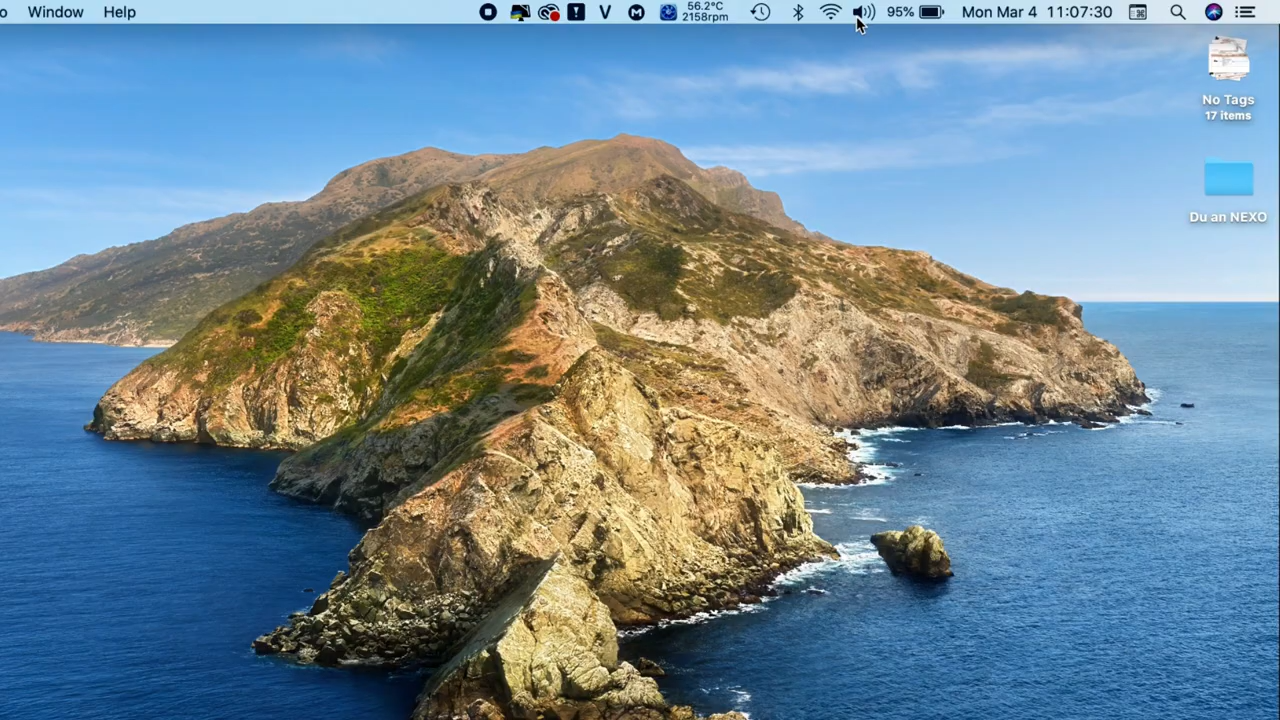 o Window Help V M 56.2°C 95% Mon Mar 4 11:07:30
2158rpm
No Tags
17 items
Du an NEXO